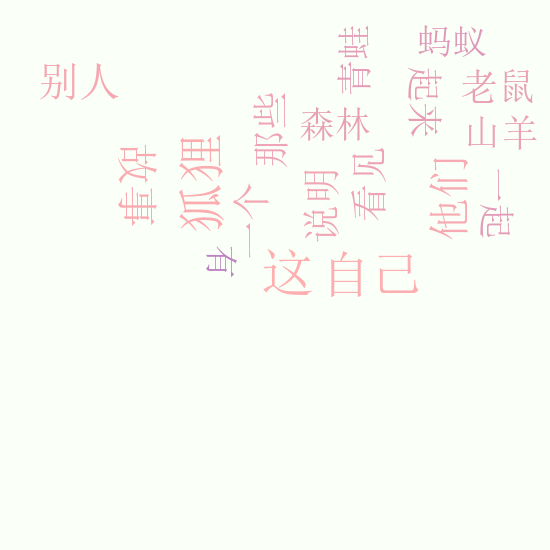 青蛙
蚂蚁
别人
起来
老鼠
那些
森林
山羊
故事
狐狸
一个
说明
看见
他们
一起
有
这
自己